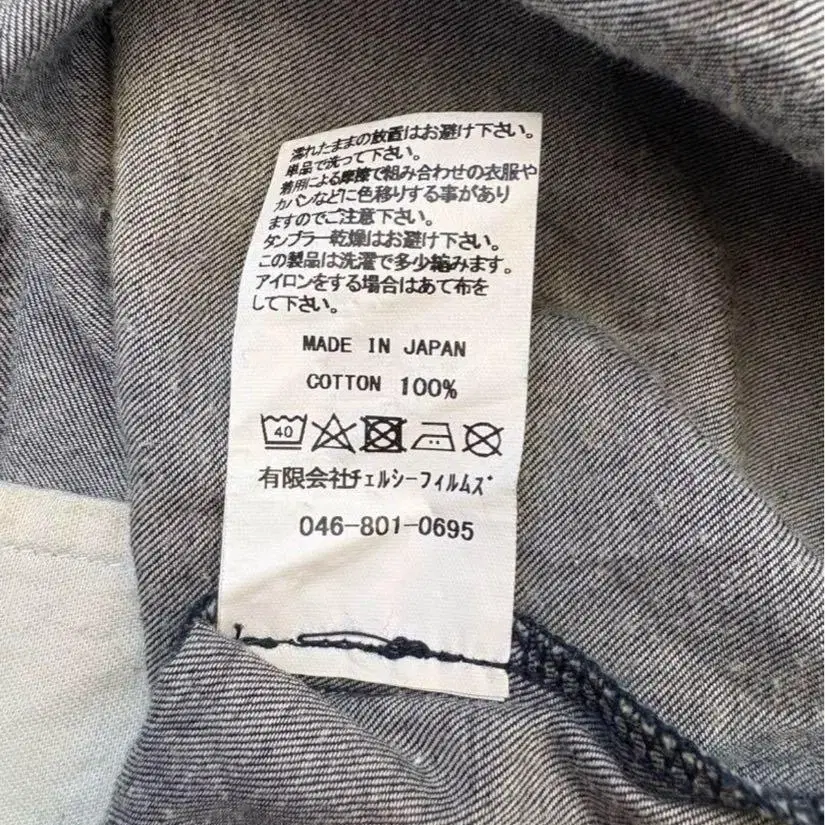 濡れたままの放置はお避け下さい。
単品で洗って下さい。
着用による摩擦で組み合わせの衣服や
カバンなどに色移りする事があり
ますのでご注意下さい。
タンブラー乾燥はお避け下さい。
この製品は洗濯で多少縮みます。
アイロンをする場合はあて布を
して下さい。
MADE IN JAPAN
COTTON 100%
40
有限会社ﾁｪﾙｼｰﾌｨﾙﾑｽﾞ
046-801-0695